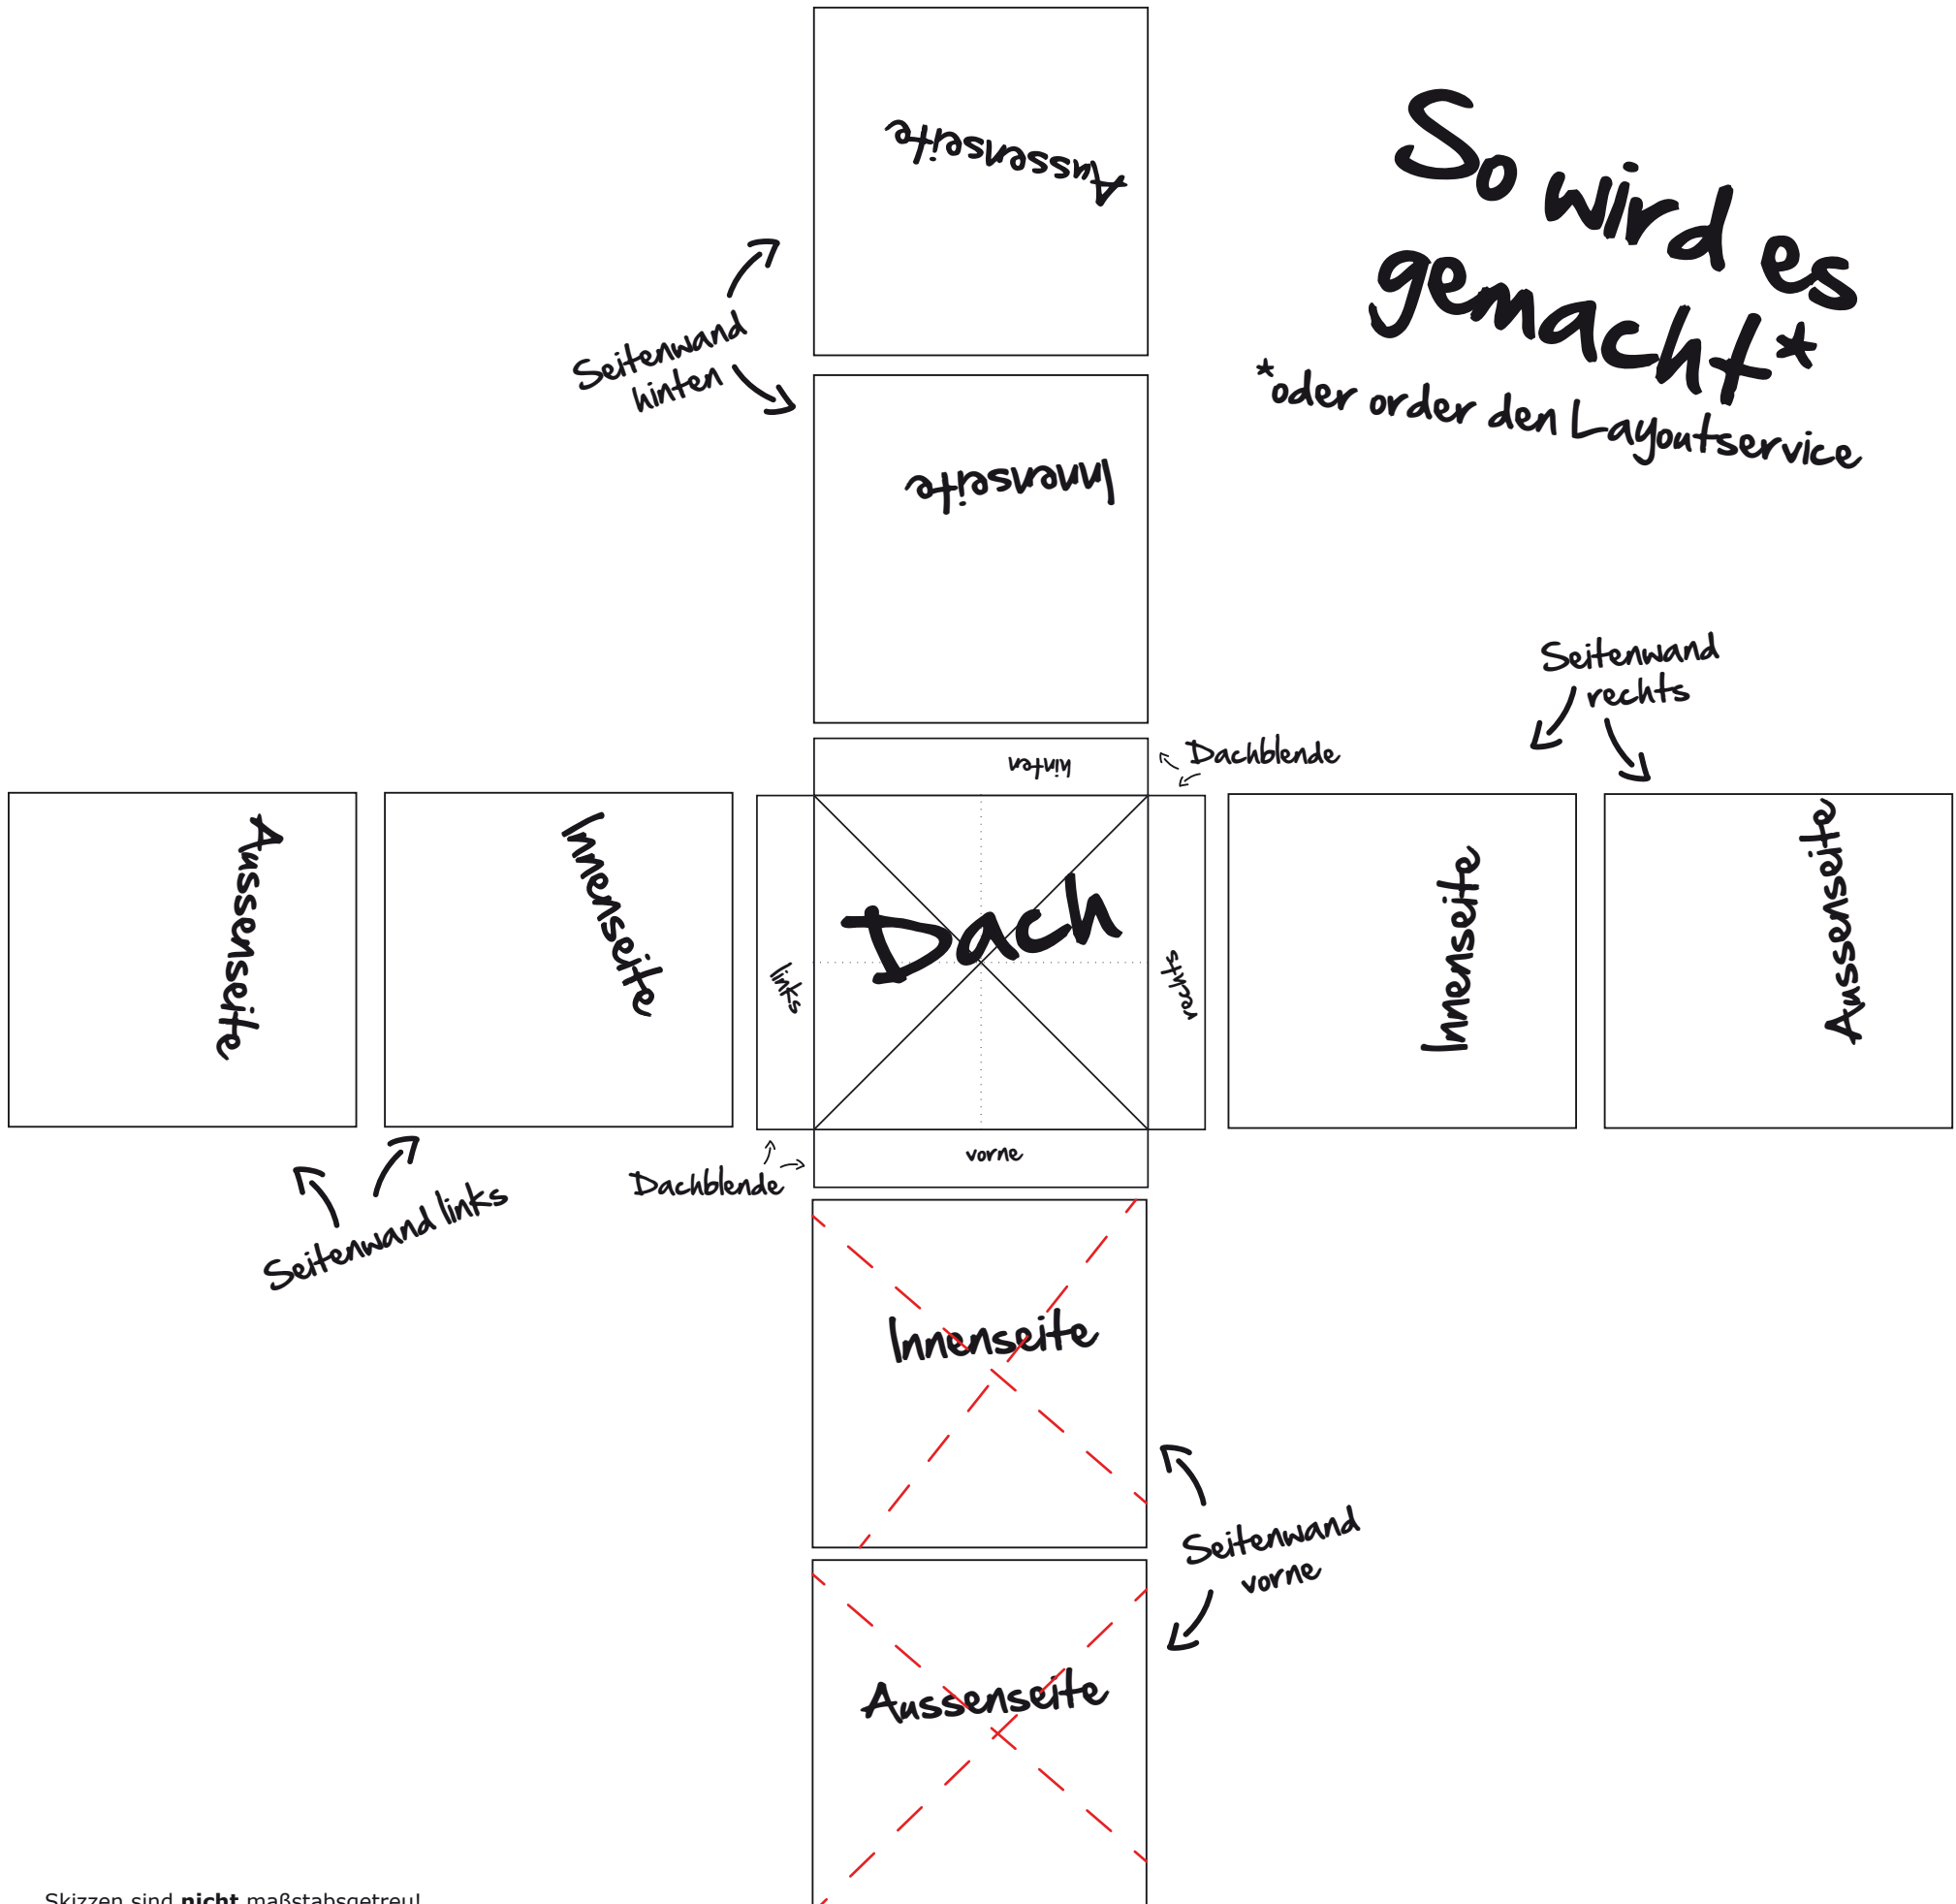 Aussenseite
So wird es
gemacht*
*oder order den Layoutservice
Seitenwand
hinten
Innenseite
Seitenwand
rechts
hinten
Dachblende
Aussenseite
Innenseite
links
Dach
rechts
Innenseite
Aussenseite
vorne
Dachblende
Seitenwand links
Innenseite
Seitenwand
vorne
Aussenseite
Skizzen sind nicht maßstabsgetreu!